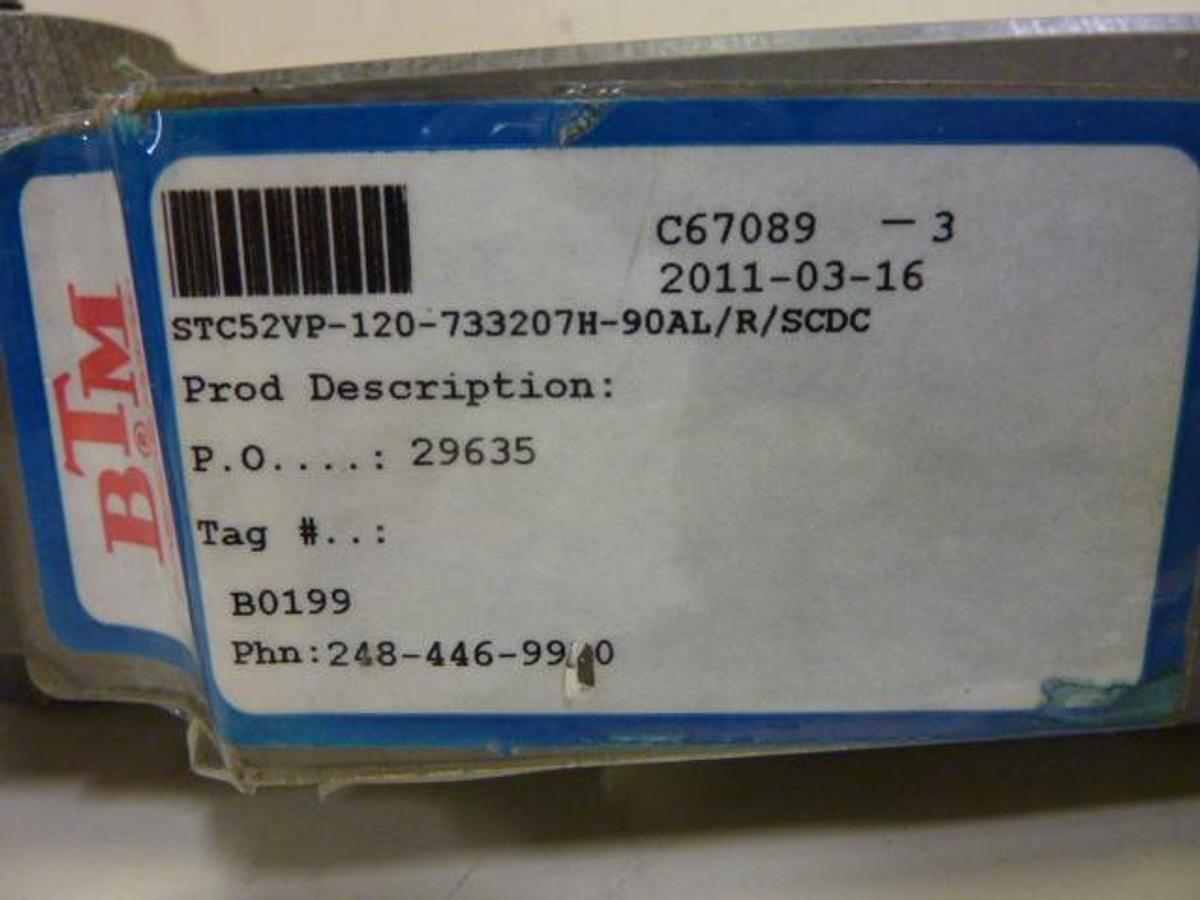 BTM®
C67089 - 3
2011-03-16
STC52VP-120-733207H-90AL/R/SCDC
Prod Description:
P.O....: 29635
Tag #..:
B0199
Phn: